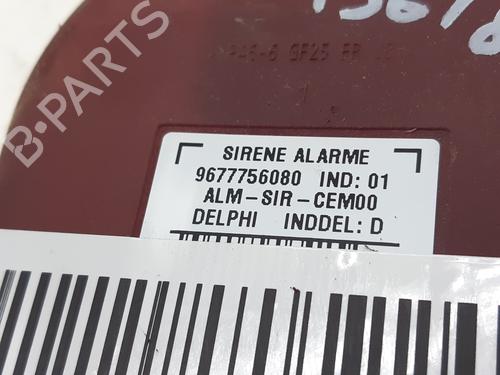 SIRENE ALARME
9677756080 IND: 01
ALM-SIR-CEM00
DELPHI INDDEL: D
B-PARTS